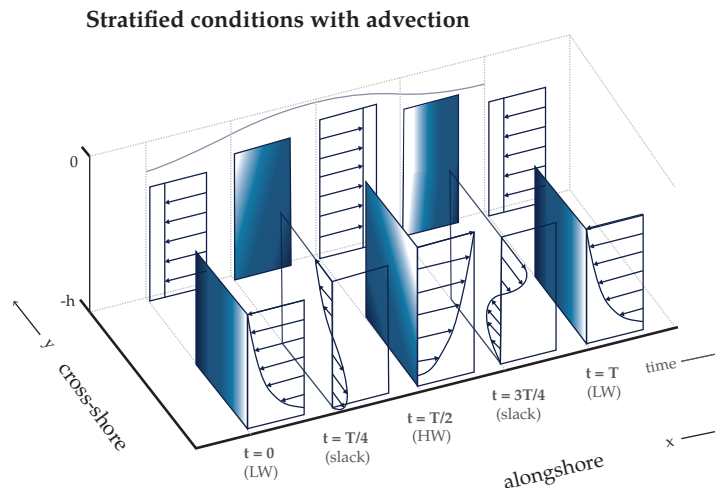 Stratified conditions with advection
0
-h
y
cross-shore
t = 0
(LW)
t = T/4
(slack)
t = T/2
(HW)
t = 3T/4
(slack)
t = T
(LW)
time
x
alongshore